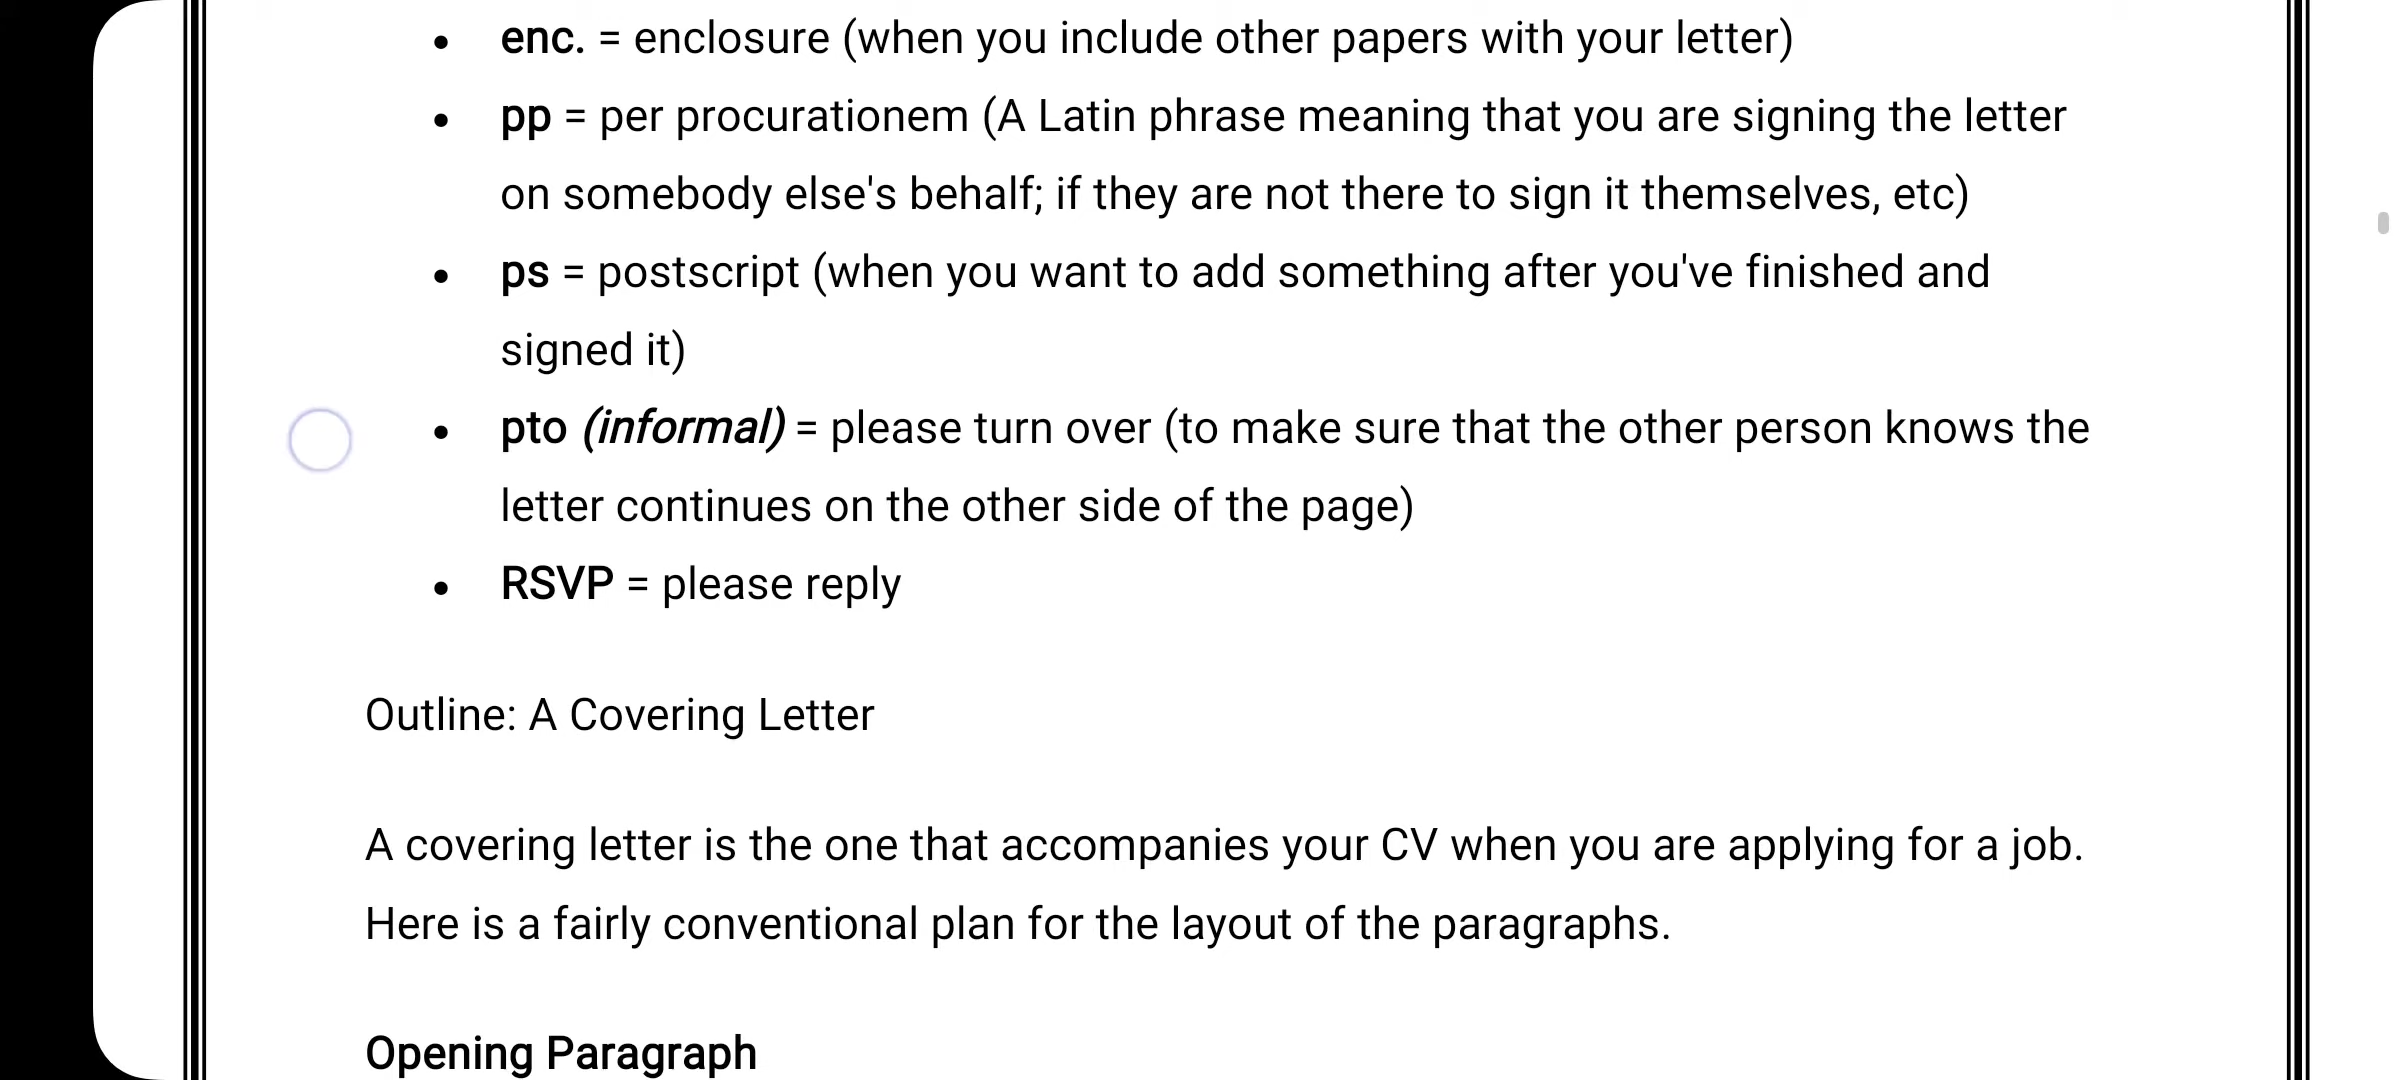 • enc. = enclosure (when you include other papers with your letter)
• pp = per procurationem (A Latin phrase meaning that you are signing the letter
on somebody else's behalf; if they are not there to sign it themselves, etc)
• ps = postscript (when you want to add something after you've finished and
signed it)
• pto (informal) = please turn over (to make sure that the other person knows the
letter continues on the other side of the page)
• RSVP = please reply
Outline: A Covering Letter
A covering letter is the one that accompanies your CV when you are applying for a job.
Here is a fairly conventional plan for the layout of the paragraphs.
Opening Paragraph